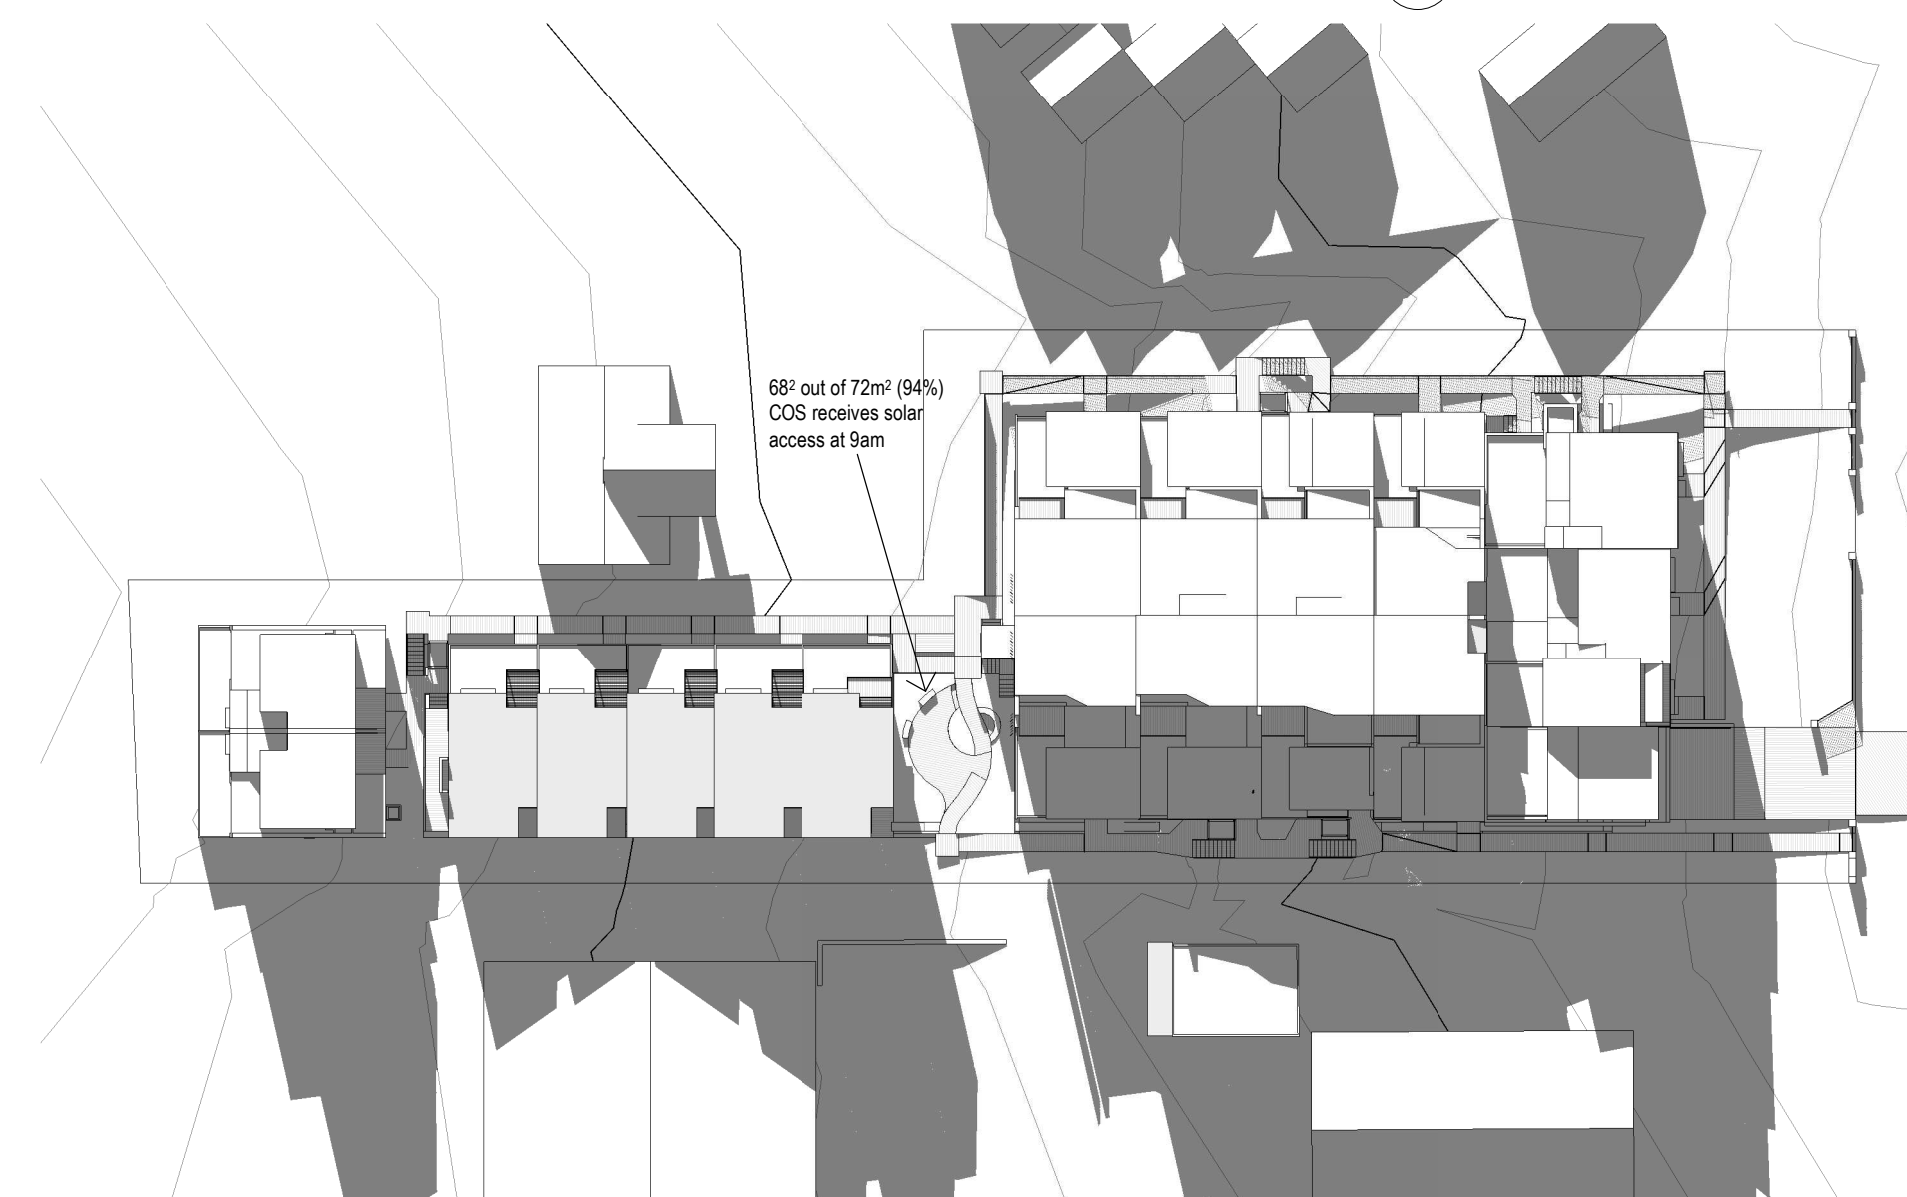 68² out of 72m² (94%)
COS receives solar
access at 9am